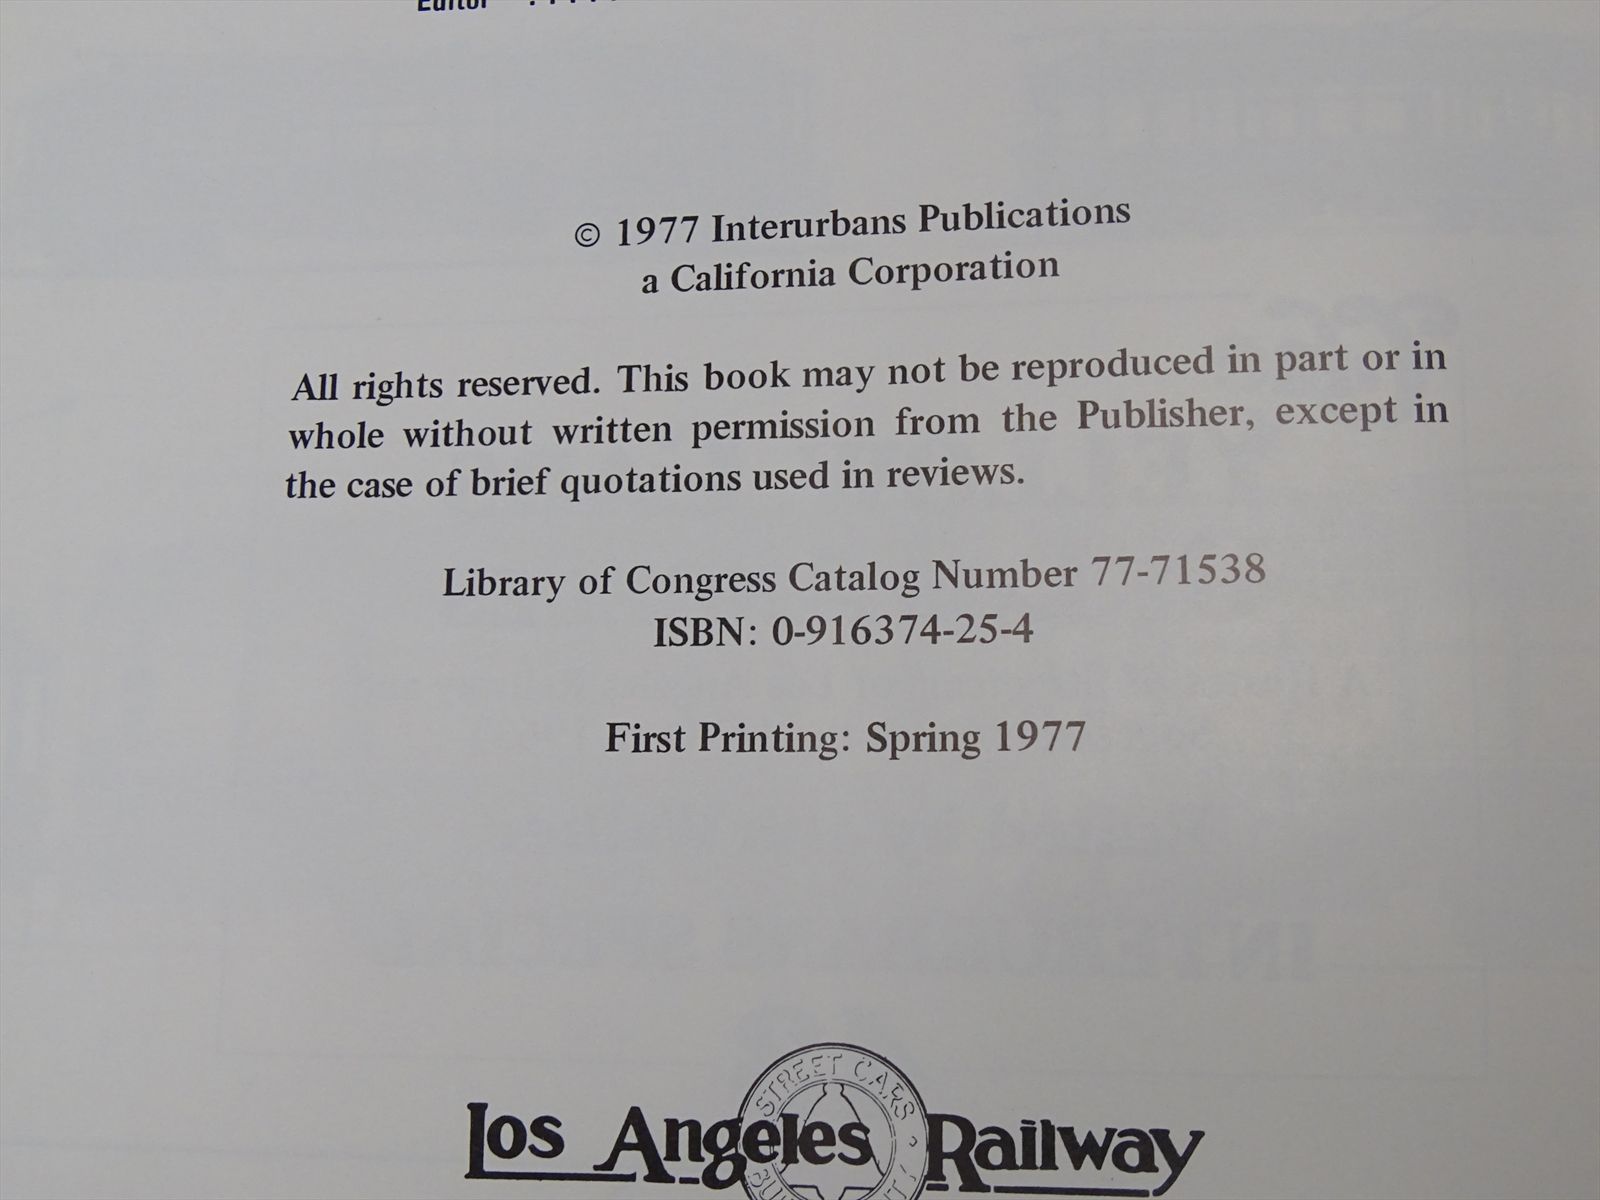 Editor
© 1977 Interurbans Publications
a California Corporation
All rights reserved. This book may not be reproduced in part or in
whole without written permission from the Publisher, except in
the case of brief quotations used in reviews.
Library of Congress Catalog Number 77-71538
ISBN: 0-916374-25-4
First Printing: Spring 1977
STREET CARS
Los Angeles Railway